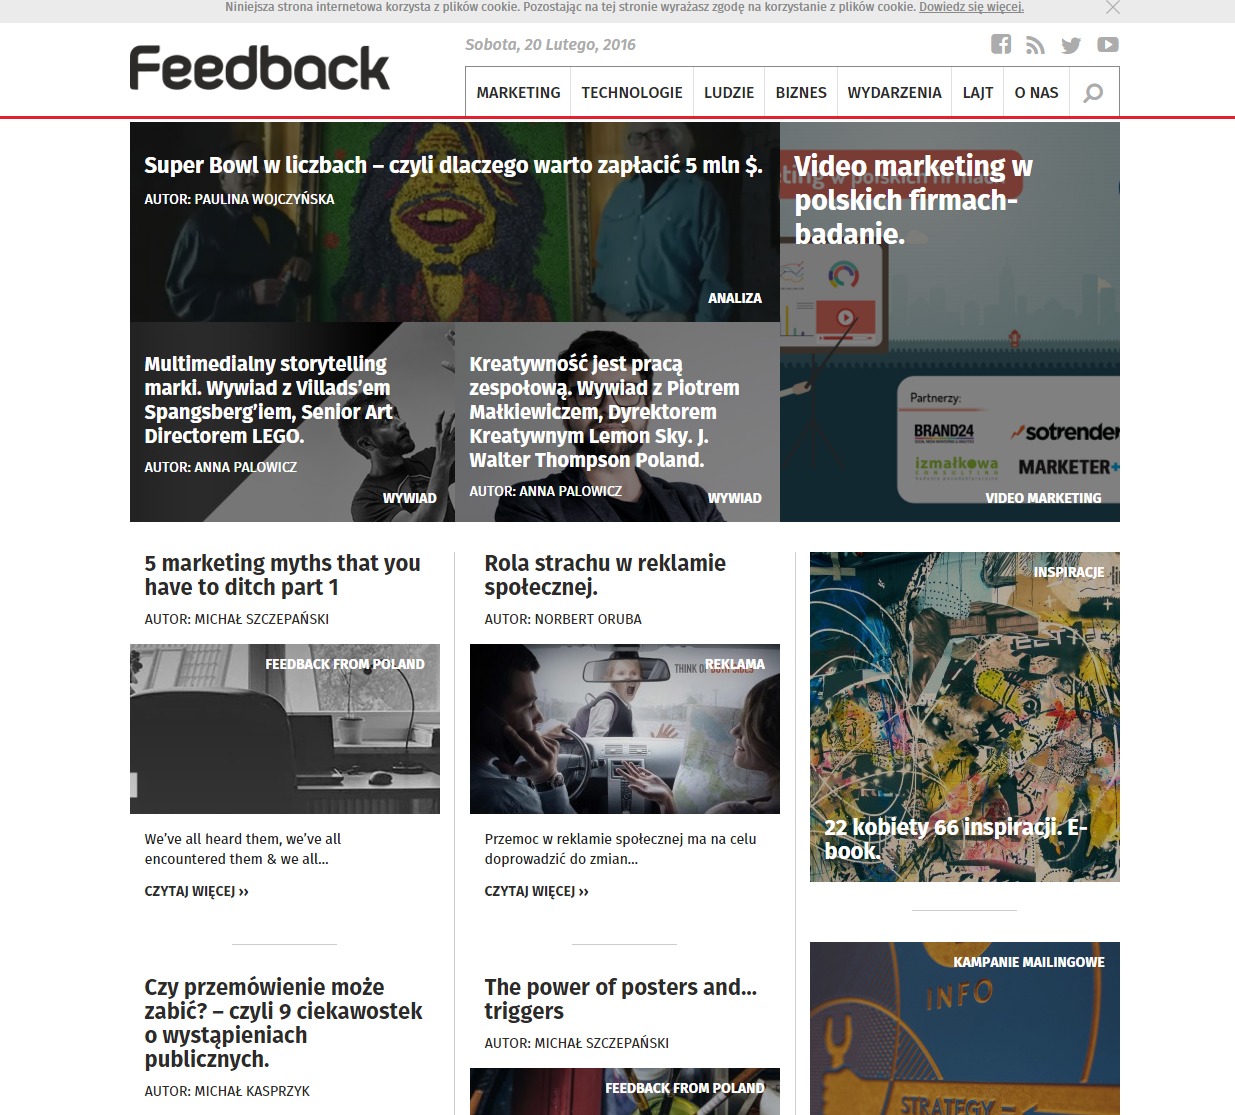 Niniejsza strona internetowa korzysta z plików cookie. Pozostając na tej stronie wyrażasz zgodę na korzystanie z plików cookie. Dowiedz się więcej.
Feedback
Sobota, 20 Lutego, 2016
MARKETING TECHNOLOGIE LUDZIE BIZNES WYDARZENIA LAJT O NAS
Super Bowl w liczbach – czyli dlaczego warto zapłacić 5 mln $.
AUTOR: PAULINA WOJCZYŃSKA
ANALIZA
Video marketing w
polskich firmach-
badanie.
Partnerzy:
BRAND24
sotrender
izmałkowa
CONSULTING
MARKETER+
VIDEO MARKETING
Multimedialny storytelling
marki. Wywiad z Villads’em
Spangsberg’iem, Senior Art
Directorem LEGO.
AUTOR: ANNA PALOWICZ
WYWIAD
Kreatywność jest pracą
zespołową. Wywiad z Piotrem
Małkiewiczem, Dyrektorem
Kreatywnym Lemon Sky. J.
Walter Thompson Poland.
AUTOR: ANNA PALOWICZ
WYWIAD
5 marketing myths that you
have to ditch part 1
AUTOR: MICHAŁ SZCZEPAŃSKI
FEEDBACK FROM POLAND
We’ve all heard them, we’ve all
encountered them & we all...
CZYTAJ WIĘCEJ ››
Czy przemówienie może
zabić? – czyli 9 ciekawostek
o wystąpieniach
publicznych.
AUTOR: MICHAŁ KASPRZYK
Rola strachu w reklamie
społecznej.
AUTOR: NORBERT ORUBA
REKLAMA
THINK OF BOTH SIDES
Przemoc w reklamie społecznej ma na celu
doprowadzić do zmian...
CZYTAJ WIĘCEJ ››
The power of posters and...
triggers
AUTOR: MICHAŁ SZCZEPAŃSKI
FEEDBACK FROM POLAND
INSPIRACJE
22 kobiety 66 inspiracji. E-
book.
KAMPANIE MAILINGOWE
INFO
STRATEGY